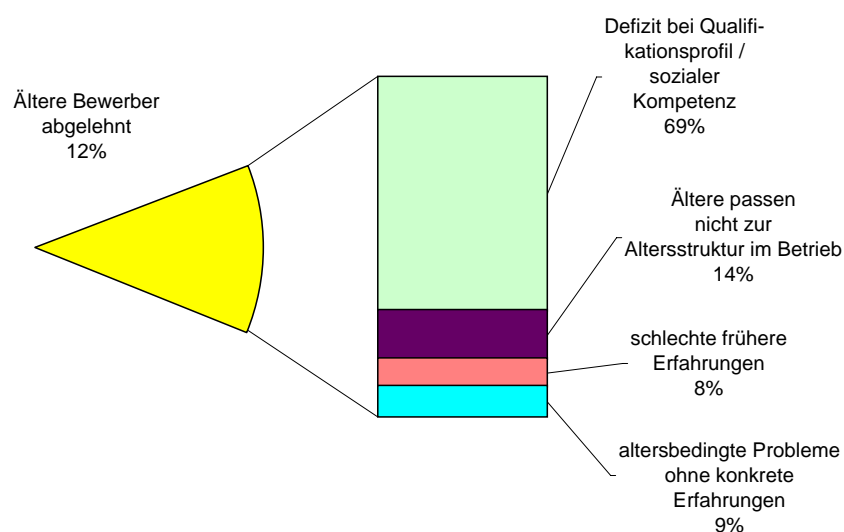 Ältere Bewerber
abgelehnt
12%
Defizit bei Qualifi-
kationsprofil /
sozialer
Kompetenz
69%
Ältere passen
nicht zur
Altersstruktur im Betrieb
14%
schlechte frühere
Erfahrungen
8%
altersbedingte Probleme
ohne konkrete
Erfahrungen
9%